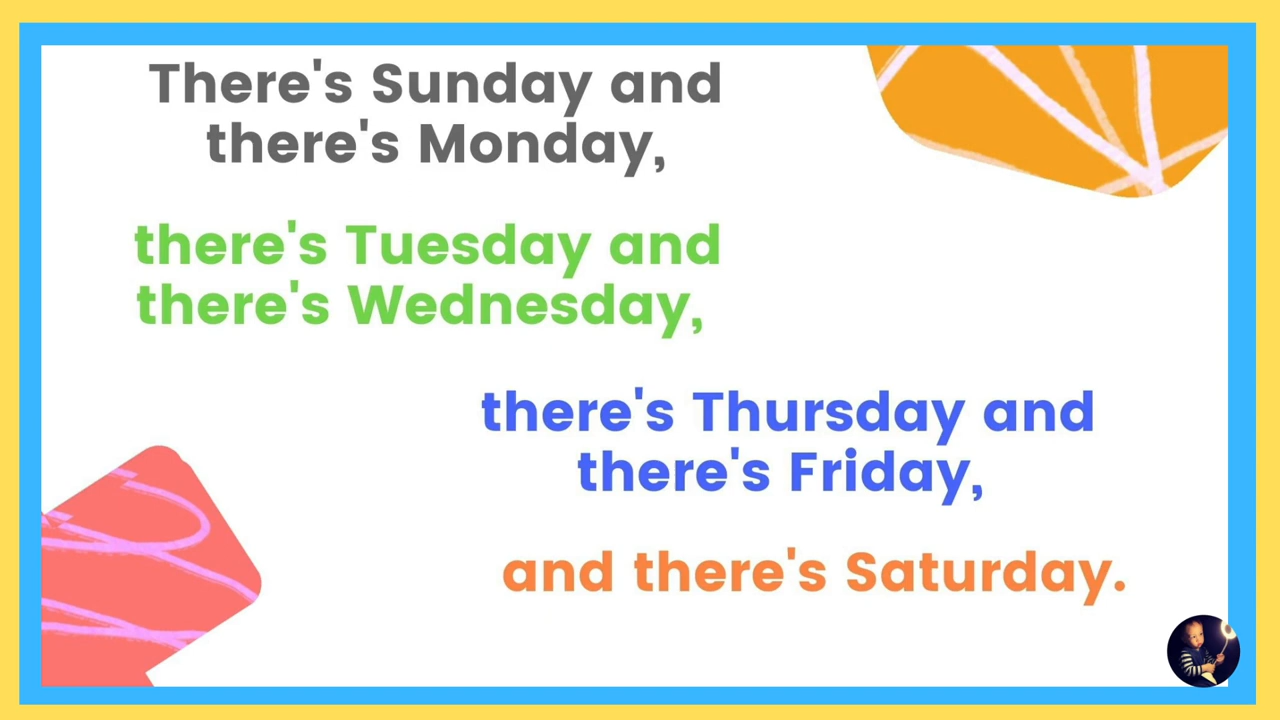 There's Sunday and
there's Monday,
there's Tuesday and
there's Wednesday,
there's Thursday and
there's Friday,
and there's Saturday.